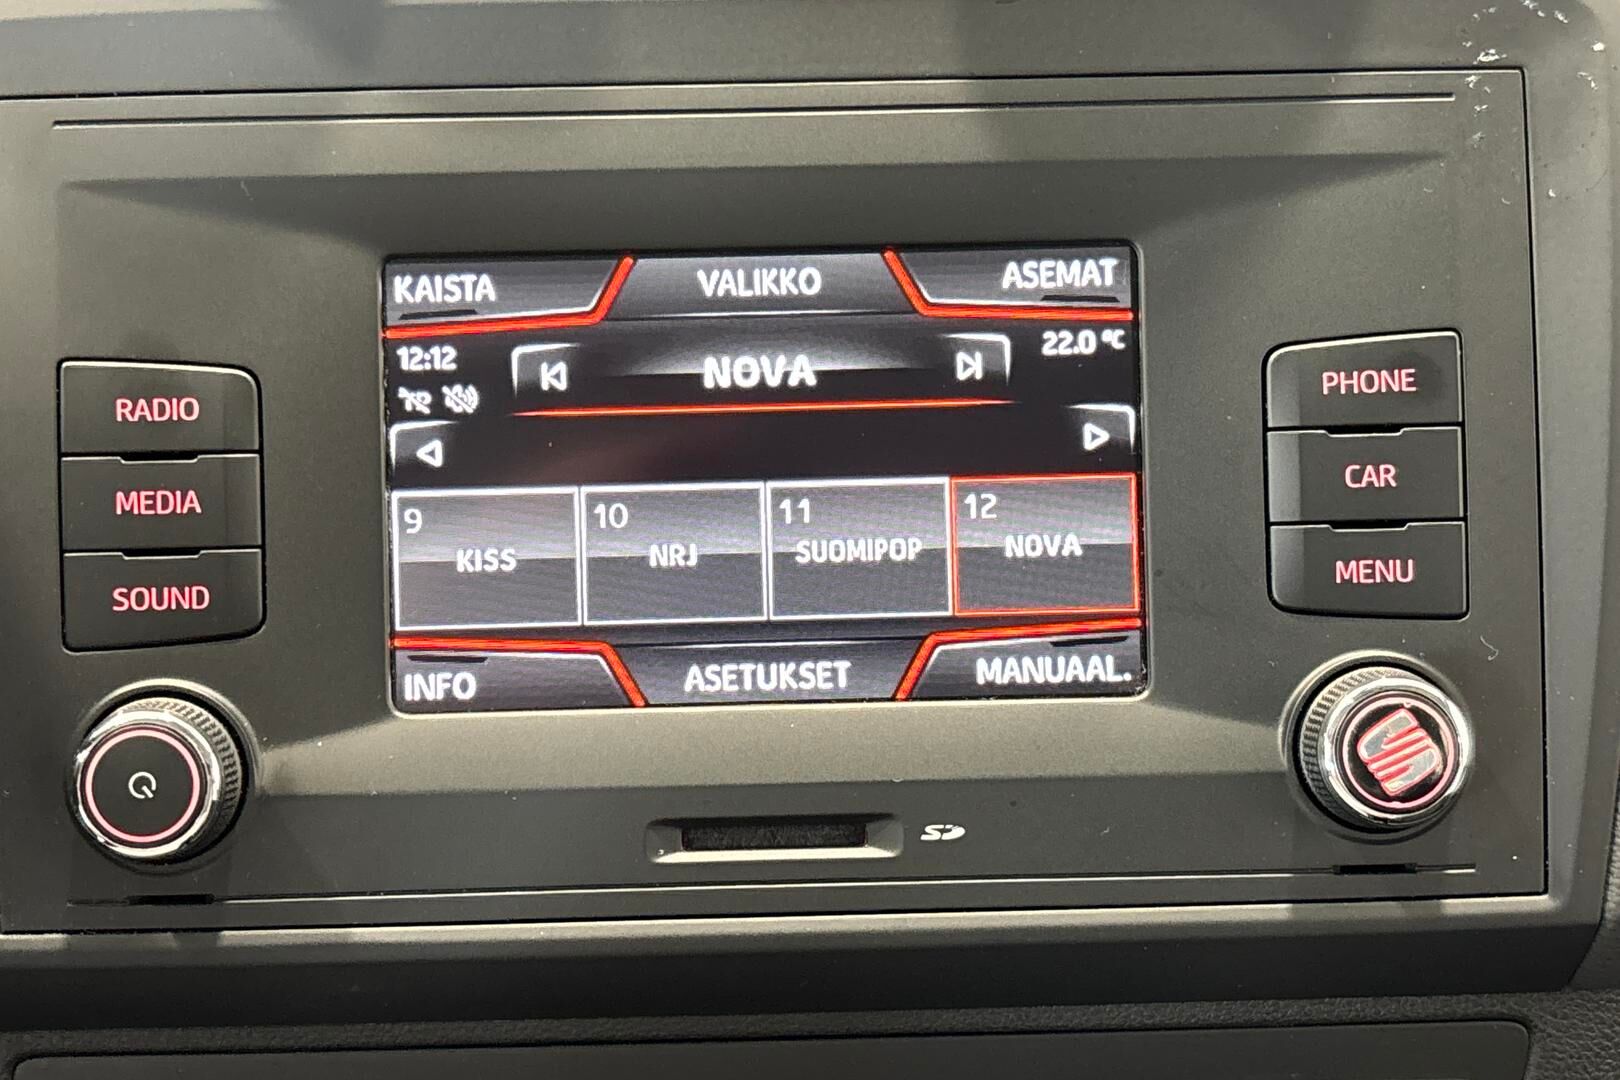 KAISTA VALIKKO ASEMAT
12:12 NOVA 22.0 °C
TP
9 10 11 12
KISS NRJ SUOMIPOP NOVA
INFO ASETUKSET MANUAAL.
RADIO
MEDIA
SOUND
PHONE
CAR
MENU
SD